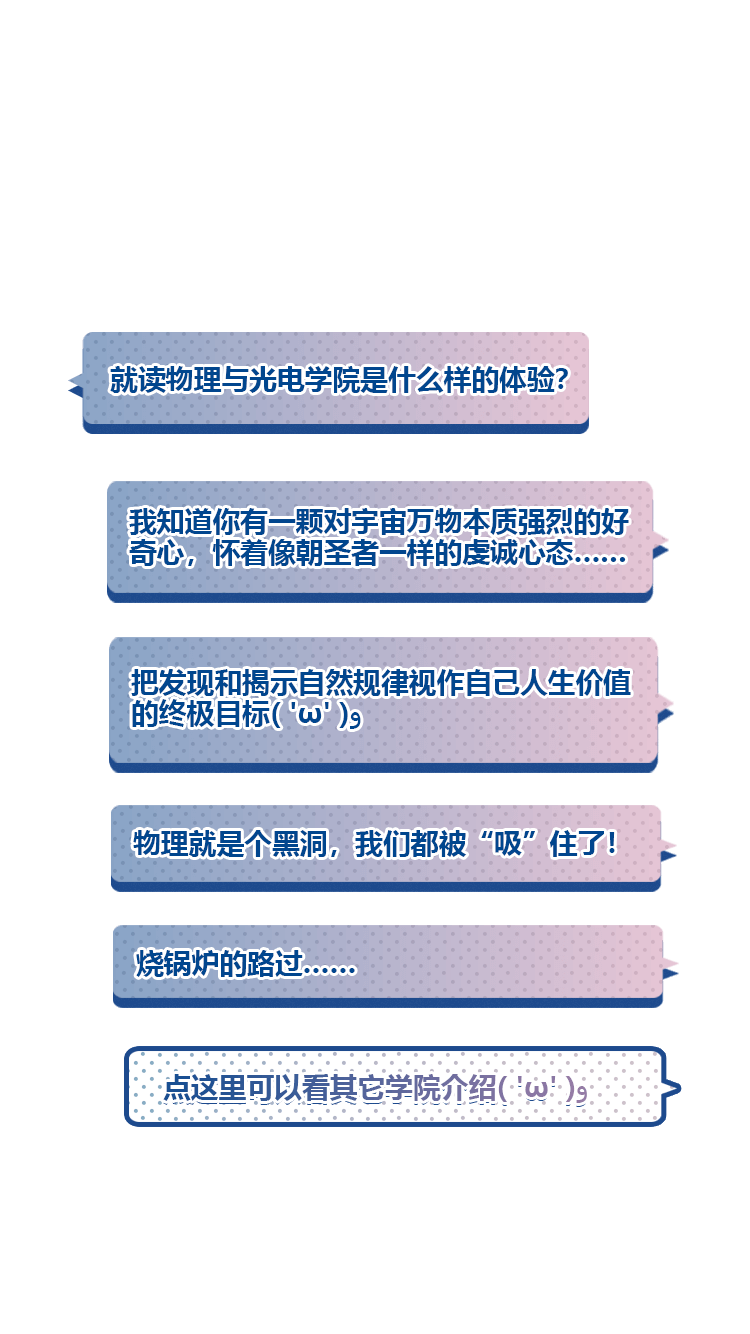 就读物理与光电学院是什么样的体验?
我知道你有一颗对宇宙万物本质强烈的好
奇心，怀着像朝圣者一样的虔诚心态......
把发现和揭示自然规律视作自己人生价值
的终极目标( 'ω' )و
物理就是个黑洞，我们都被“吸”住了!
烧锅炉的路过......
点这里可以看其它学院介绍( 'ω' )و